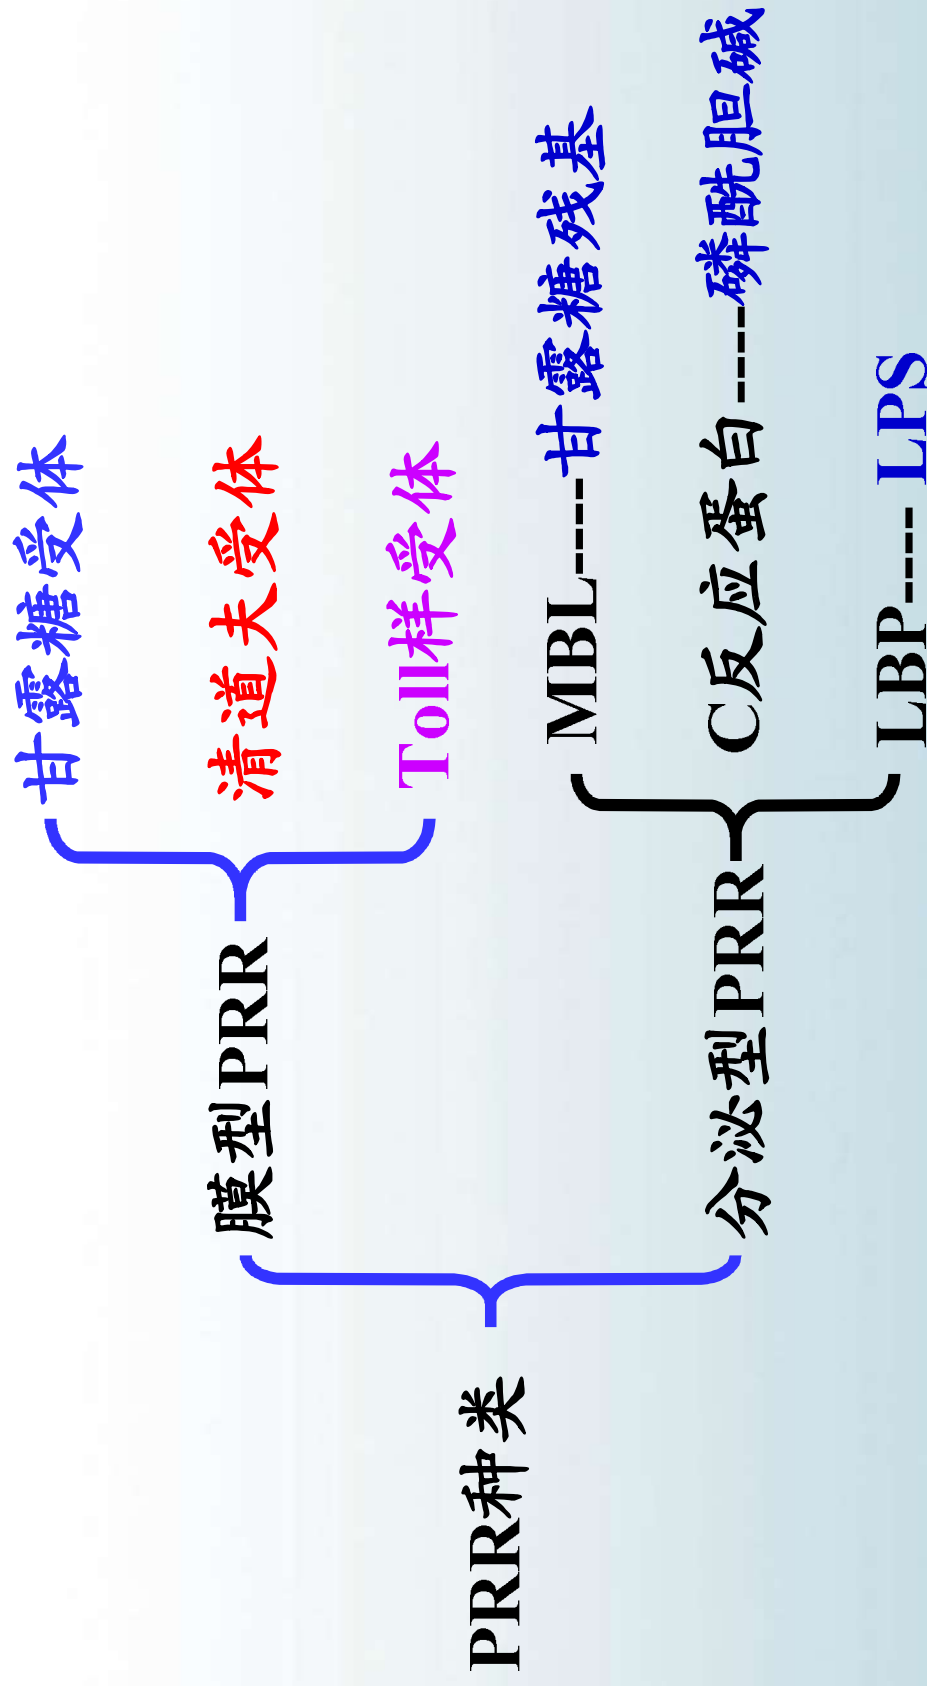 PRR种类
膜型PRR
甘露糖受体
清道夫受体
Toll样受体
分泌型PRR
MBL----甘露糖残基
C反应蛋白----磷酰胆碱
LBP---- LPS